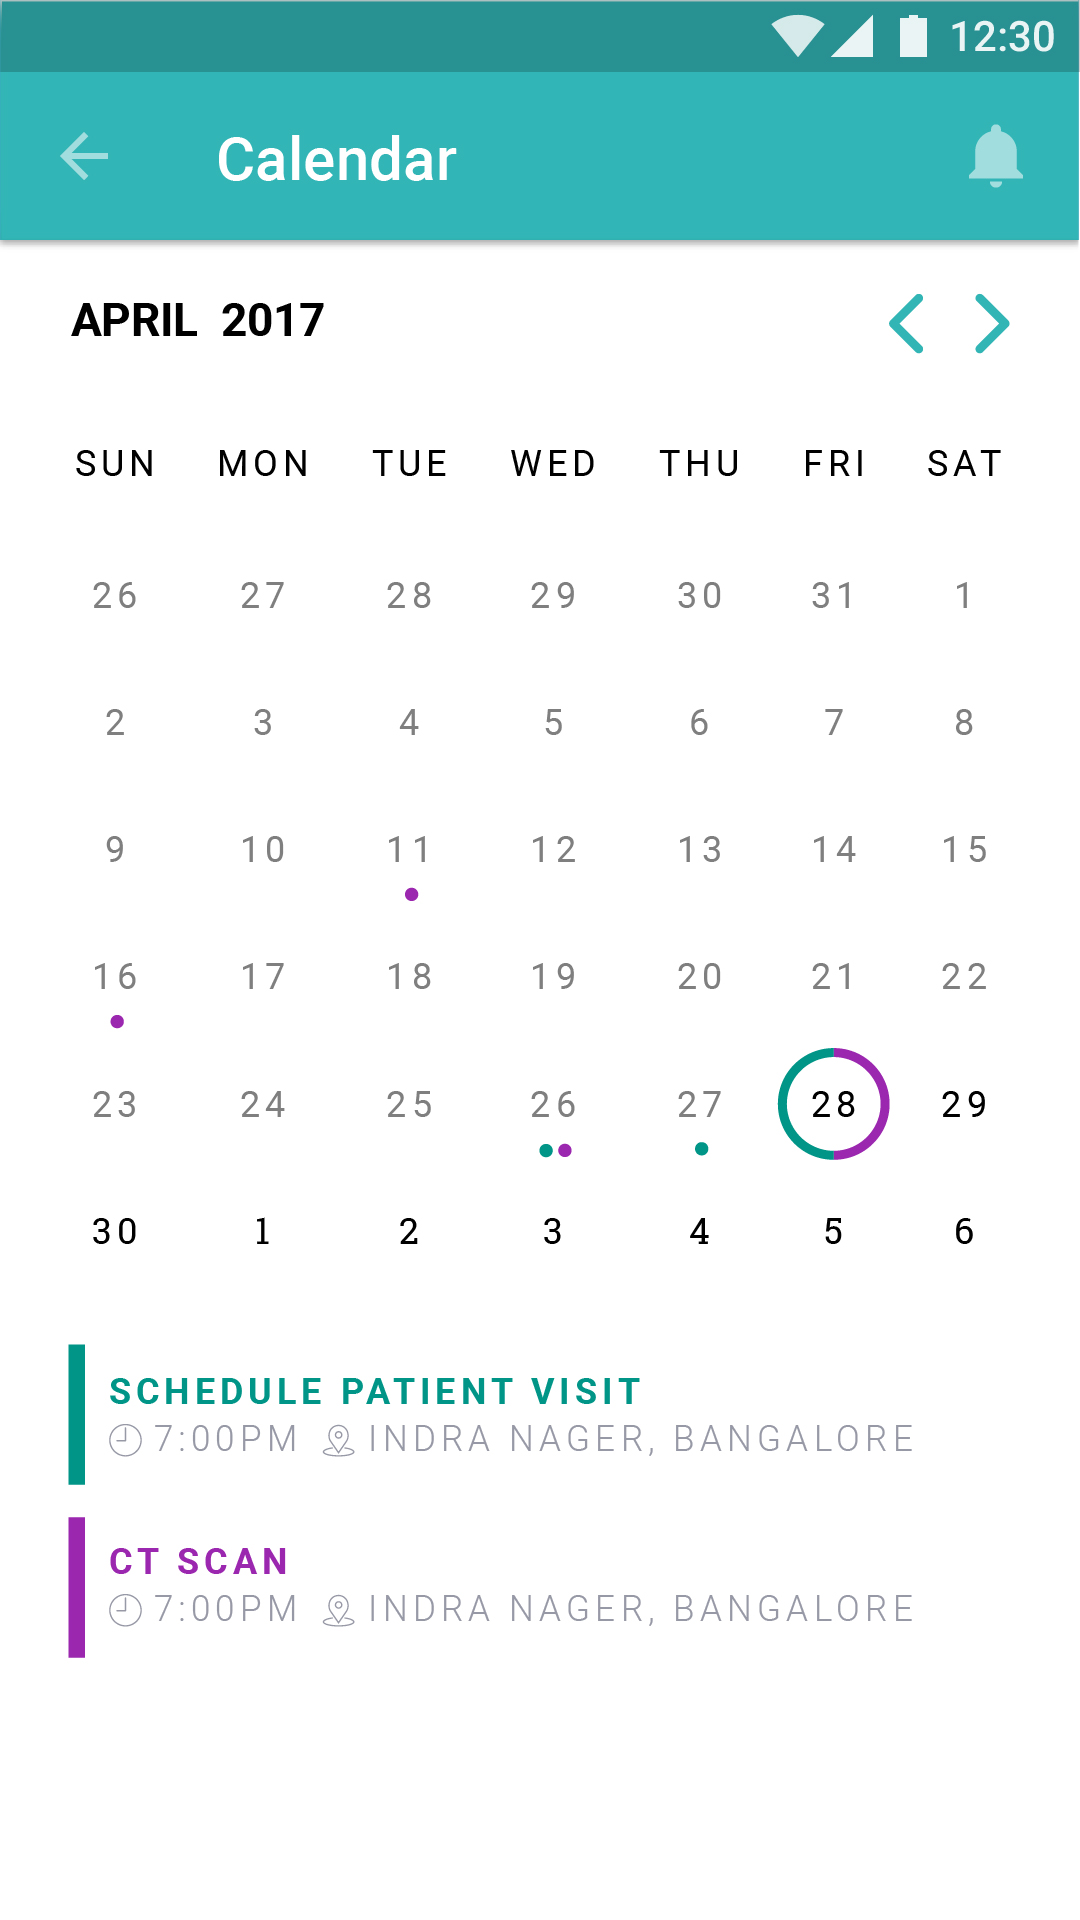 12:30
Calendar
APRIL 2017
SUN MON TUE WED THU FRI SAT
26 27 28 29 30 31 1
2 3 4 5 6 7 8
9 10 11 12 13 14 15
16 17 18 19 20 21 22
23 24 25 26 27 28 29
30 1 2 3 4 5 6
SCHEDULE PATIENT VISIT
7:00PM INDRA NAGER, BANGALORE
CT SCAN
7:00PM INDRA NAGER, BANGALORE